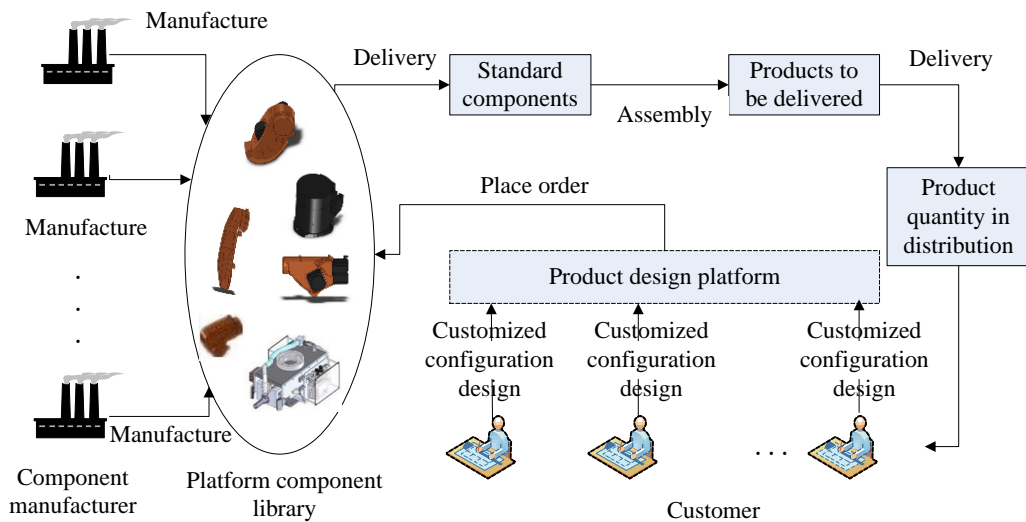 Manufacture
Delivery
Standard
components
Assembly
Products to
be delivered
Delivery
Manufacture
Place order
Product
quantity in
distribution
.
.
.
Product design platform
Customized
configuration
design
Customized
configuration
design
Customized
configuration
design
Manufacture
. . .
Component
manufacturer
Platform component
library
Customer